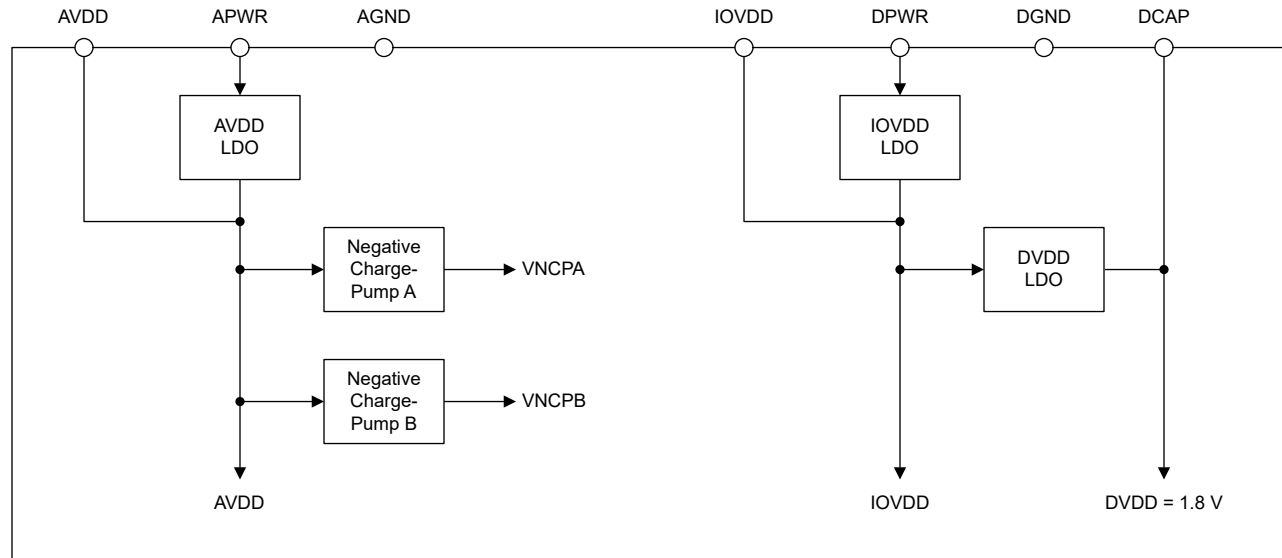 AVDD APWR AGND IOVDD DPWR DGND DCAP
AVDD
LDO
IOVDD
LDO
Negative
Charge-
Pump A
VNCPA
DVDD
LDO
Negative
Charge-
Pump B
VNCPB
AVDD
IOVDD
DVDD = 1.8 V